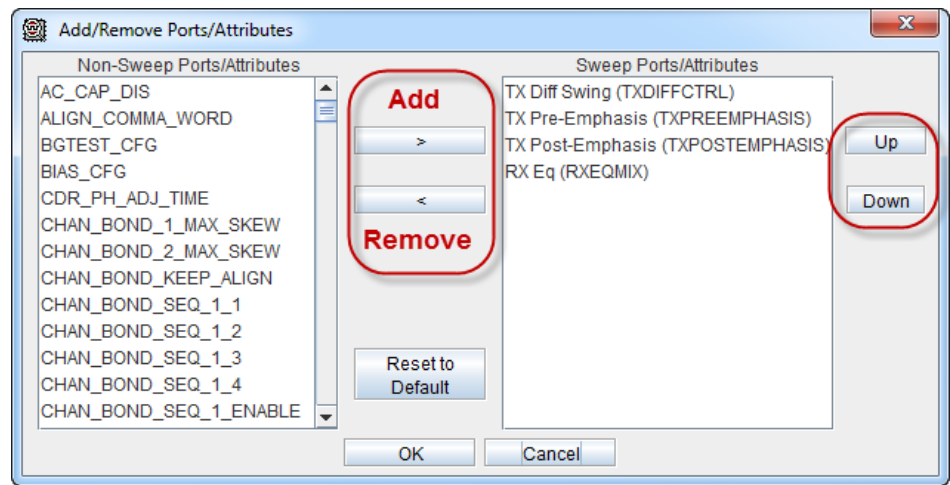 Add/Remove Ports/Attributes
Non-Sweep Ports/Attributes
AC_CAP_DIS
ALIGN_COMMA_WORD
BGTEST_CFG
BIAS_CFG
CDR_PH_ADJ_TIME
CHAN_BOND_1_MAX_SKEW
CHAN_BOND_2_MAX_SKEW
CHAN_BOND_KEEP_ALIGN
CHAN_BOND_SEQ_1_1
CHAN_BOND_SEQ_1_2
CHAN_BOND_SEQ_1_3
CHAN_BOND_SEQ_1_4
CHAN_BOND_SEQ_1_ENABLE
Add
>
<
Remove
Reset to
Default
Sweep Ports/Attributes
TX Diff Swing (TXDIFFCTRL)
TX Pre-Emphasis (TXPREEMPHASIS)
TX Post-Emphasis (TXPOSTEMPHASIS)
RX Eq (RXEQMIX)
Up
Down
OK
Cancel